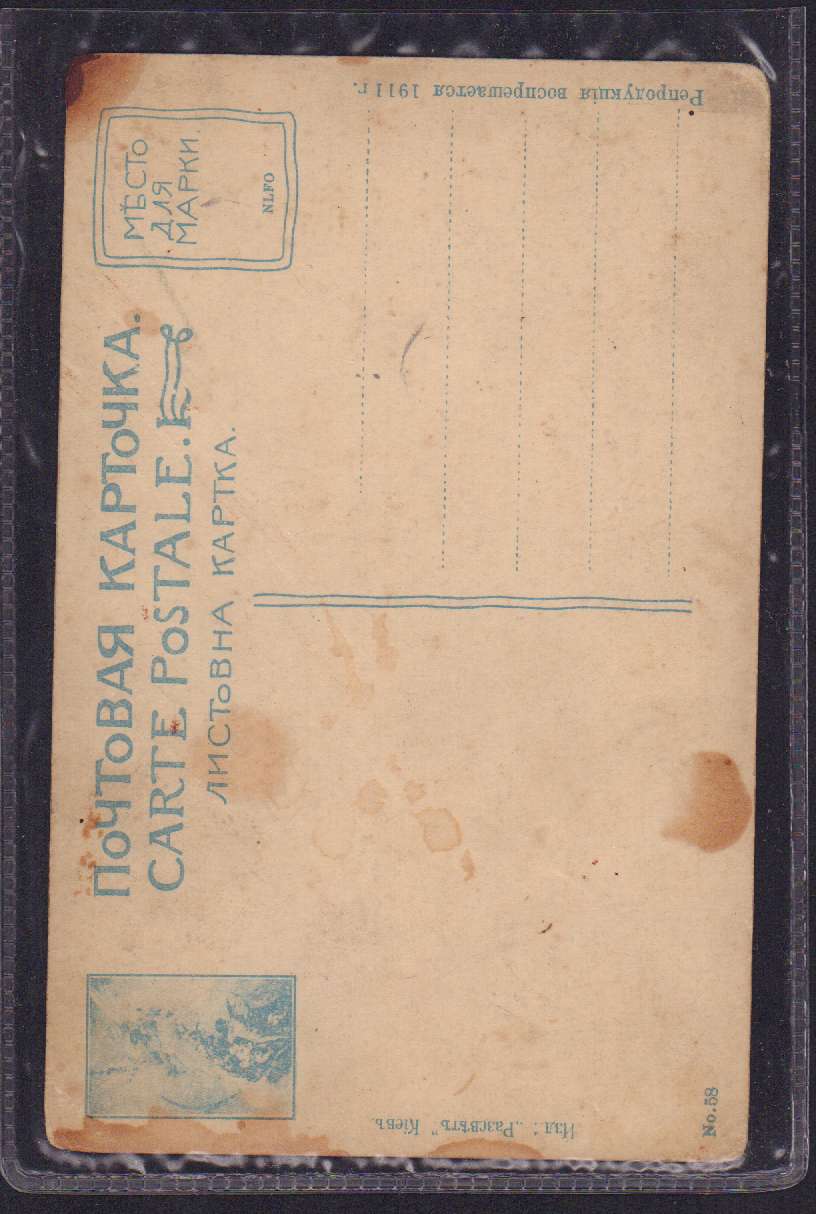 ПОЧТОВАЯ КАРТОЧКА.
CARTE POSTALE.
ЛИСТОВНА КАРТКА.
МѢСТО
ДЛЯ
МАРКИ.
NLFO
Репродукція воспрещается 1911 г.
Изд. „Разсвѣтъ“ Кіевъ.
No. 58